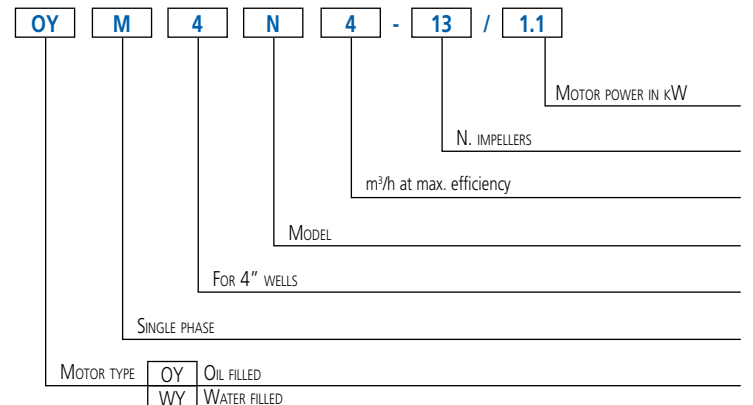 OY M 4 N 4 - 13 / 1.1
Motor power in kW
N. impellers
m³/h at max. efficiency
Model
For 4" wells
Single phase
Motor type OY Oil filled
WY Water filled